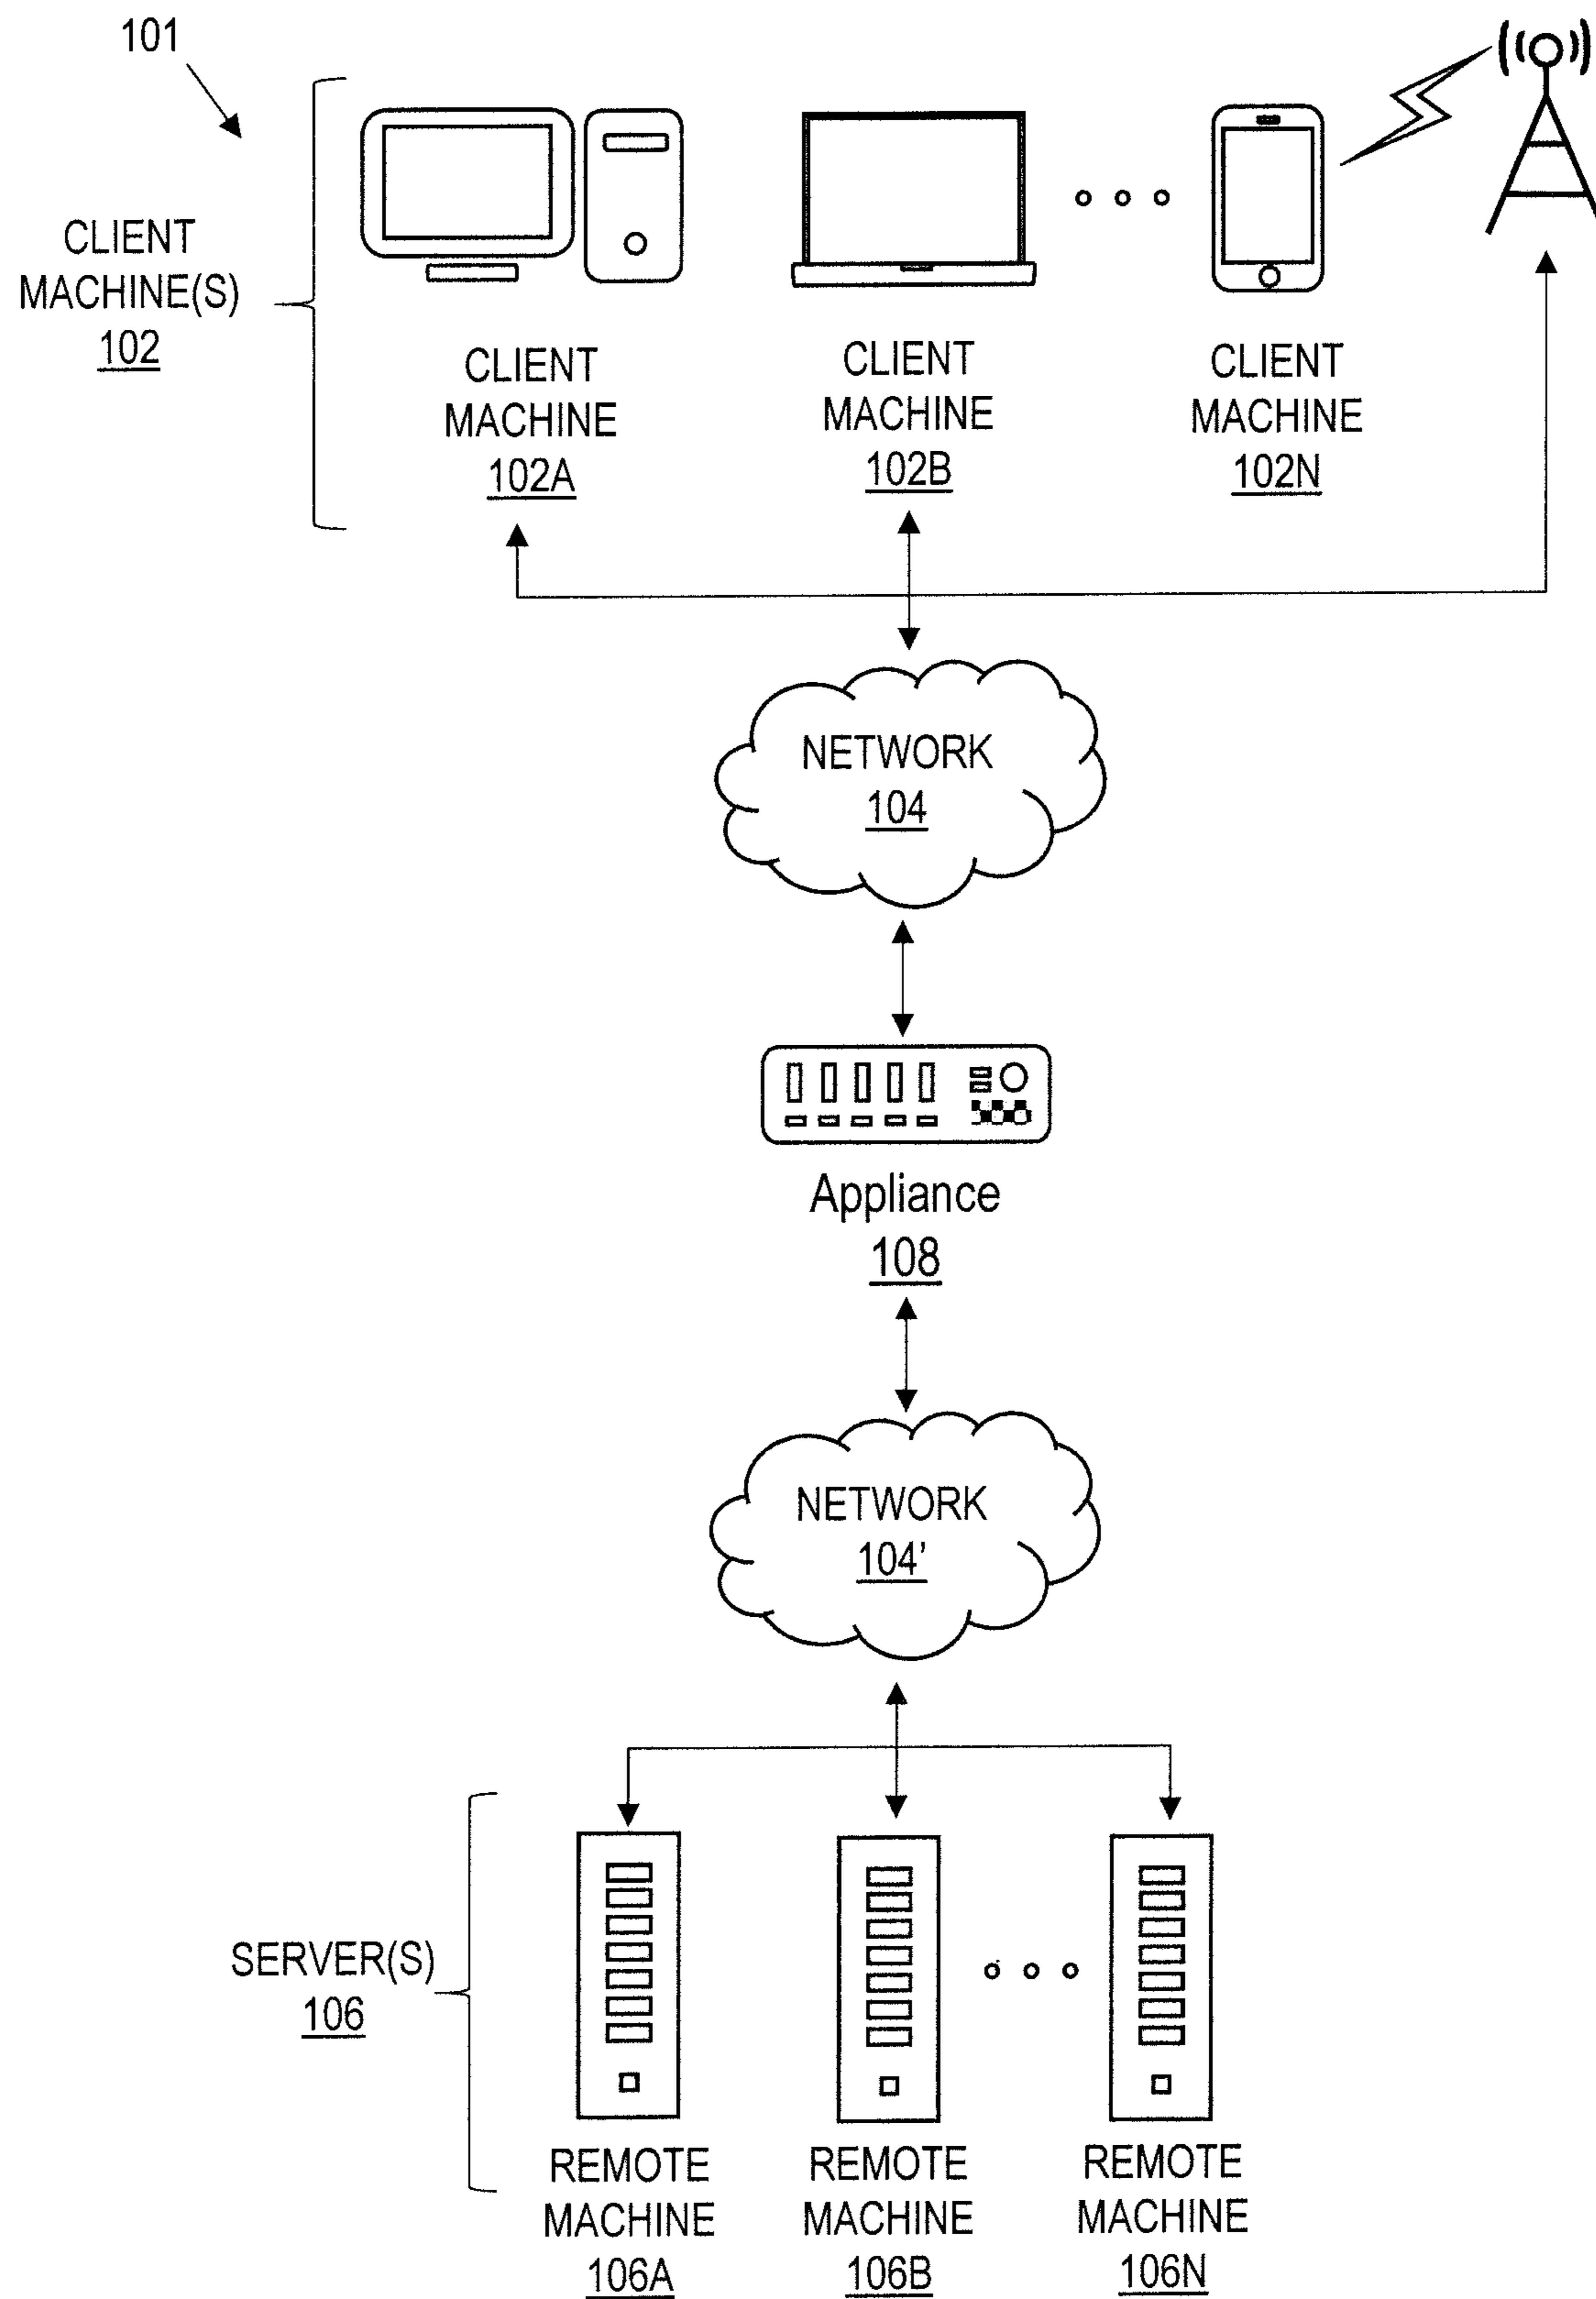 101
CLIENT
MACHINE(S)
102
CLIENT
MACHINE
102A
CLIENT
MACHINE
102B
CLIENT
MACHINE
102N
NETWORK
104
Appliance
108
NETWORK
104'
SERVER(S)
106
REMOTE
MACHINE
106A
REMOTE
MACHINE
106B
REMOTE
MACHINE
106N